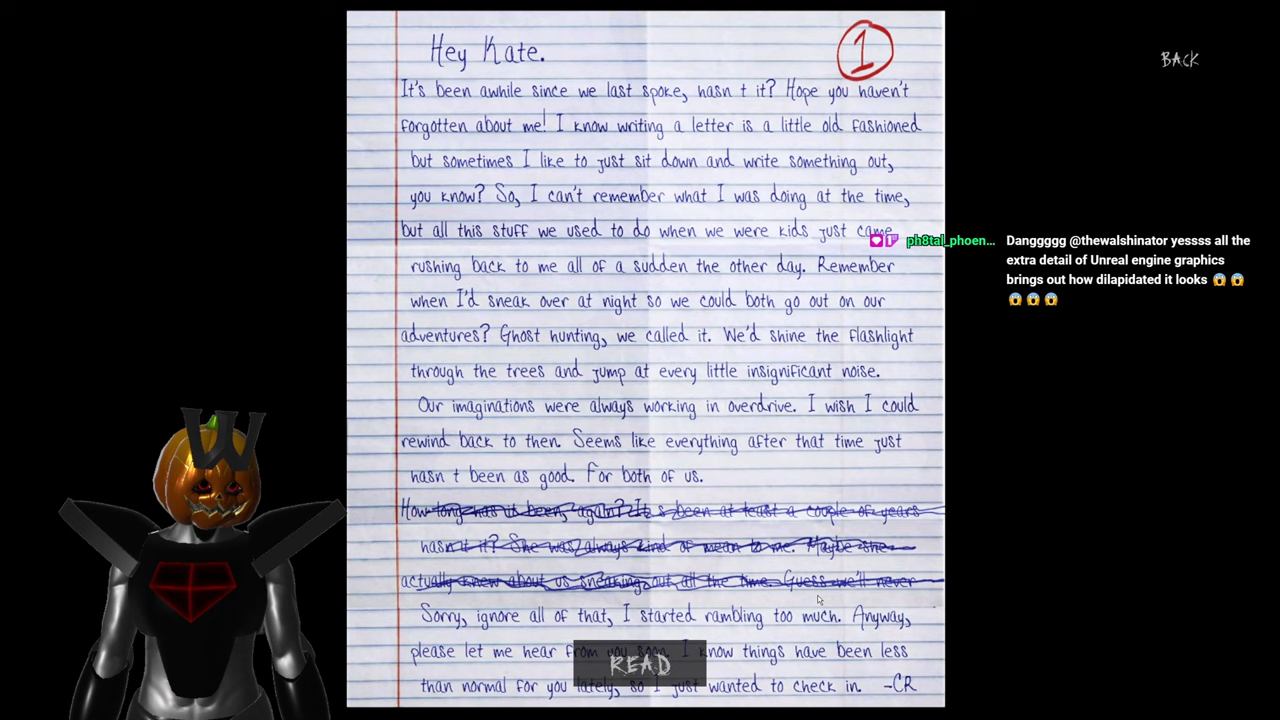 Hey Kate.
1
BACK
It's been awhile since we last spoke, hasn t it? Hope you haven't
forgotten about me! I know writing a letter is a little old fashioned
but sometimes I like to just sit down and write something out,
you know? So, I can't remember what I was doing at the time,
but all this stuff we used to do when we were kids just came
rushing back to me all of a sudden the other day. Remember
when I'd sneak over at night so we could both go out on our
adventures? Ghost hunting, we called it. We'd shine the flashlight
through the trees and jump at every little insignificant noise.
Our imaginations were always working in overdrive. I wish I could
rewind back to then. Seems like everything after that time just
hasn t been as good. For both of us.
How long has it been, again? It s been at least a couple of years
hasn t it? She was always kind of mean to me. Maybe she
actually knew about us sneaking out all the time. Guess we'll never
Sorry, ignore all of that, I started rambling too much. Anyway,
please let me hear from you soon. I know things have been less
than normal for you lately, so I just wanted to check in. -CR
READ
ph8tal_phoen... Danggggg @thewalshinator yessss all the
extra detail of Unreal engine graphics
brings out how dilapidated it looks 😱 😱
😱 😱 😱
W